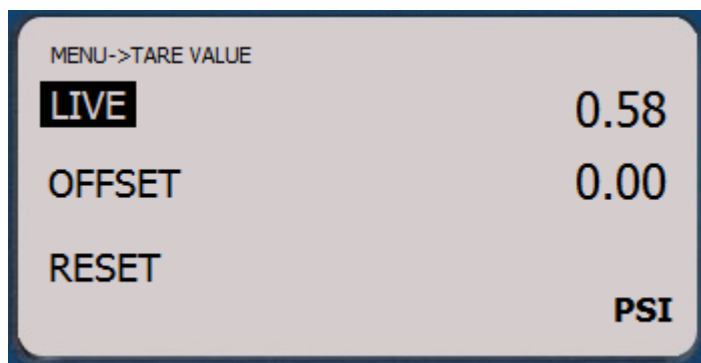 MENU->TARE VALUE
LIVE 0.58
OFFSET 0.00
RESET
PSI